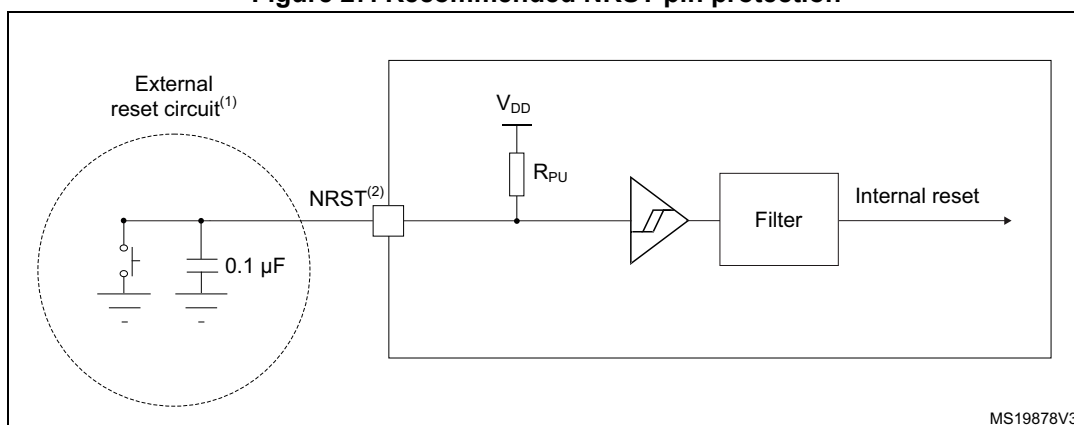 Figure 27. Recommended NRST pin protection
External
reset circuit(1)
VDD
RPU
NRST(2)
0.1 µF
Filter
Internal reset
MS19878V3